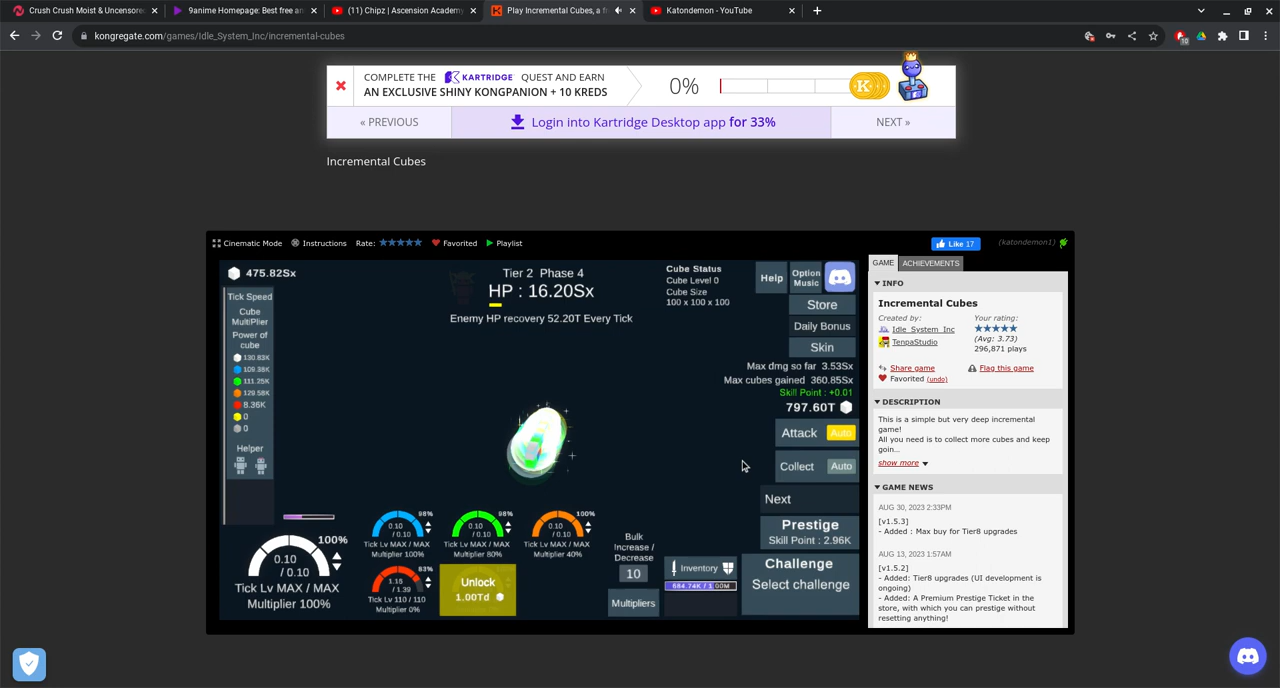 Crush Crush Moist & Uncensore
9anime Homepage: Best free an
(11) Chipz | Ascension Academy
Play Incremental Cubes, a f
Katondemon - YouTube
kongregate.com/games/Idle_System_Inc/incremental-cubes
10
COMPLETE THE KARTRIDGE QUEST AND EARN
AN EXCLUSIVE SHINY KONGPANION + 10 KREDS
0%
K
« PREVIOUS
Login into Kartridge Desktop app for 33%
NEXT »
Incremental Cubes
Cinematic Mode
Instructions
Rate:
Favorited
Playlist
Like 17
(katondemon1)
475.82Sx
Tier 2 Phase 4
HP : 16.20Sx
Enemy HP recovery 52.20T Every Tick
Cube Status
Cube Level 0
Cube Size
100 x 100 x 100
Help
Option
Music
Store
Daily Bonus
Skin
Tick Speed
Cube
MultiPlier
Power of
cube
130.83K
109.38K
111.25K
129.58K
8.36K
0
0
Helper
Max dmg so far 3.53Sx
Max cubes gained 360.85Sx
Skill Point : +0.01
797.60T
Attack
Auto
Collect
Auto
Next
Prestige
Skill Point : 2.96K
Challenge
Select challenge
100%
0.10
/ 0.10
Tick Lv MAX / MAX
Multiplier 100%
98%
0.10
/ 0.10
Tick Lv MAX / MAX
Multiplier 100%
98%
0.10
/ 0.10
Tick Lv MAX / MAX
Multiplier 80%
100%
0.10
/ 0.10
Tick Lv MAX / MAX
Multiplier 40%
83%
1.15
/ 1.39
Tick Lv 110 / 110
Multiplier 0%
Unlock
1.00Td
Bulk
Increase /
Decrease
10
Multipliers
Inventory
684.74K / 1.00M
GAME
ACHIEVEMENTS
INFO
Incremental Cubes
Created by:
Idle_System_Inc
TenpaStudio
Your rating:
(Avg: 3.73)
296,871 plays
Share game
Flag this game
Favorited (undo)
DESCRIPTION
This is a simple but very deep incremental
game!
All you need is to collect more cubes and keep
goin...
show more
GAME NEWS
AUG 30, 2023 2:33PM
[v1.5.3]
- Added : Max buy for Tier8 upgrades
AUG 13, 2023 1:57AM
[v1.5.2]
- Added: Tier8 upgrades (UI development is
ongoing)
- Added: A Premium Prestige Ticket in the
store, with which you can prestige without
resetting anything!